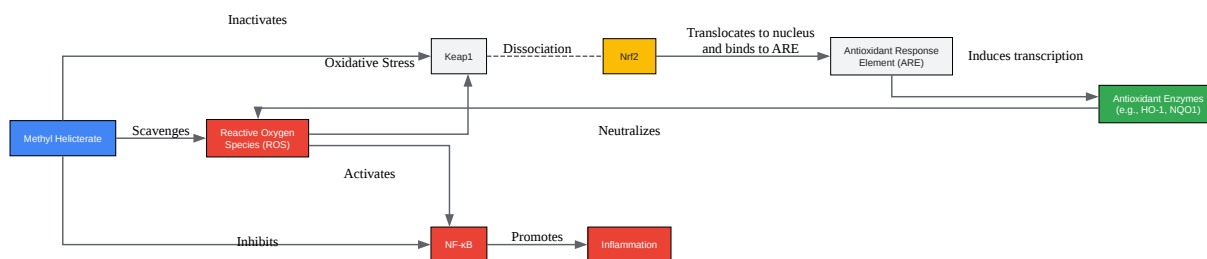 Inactivates
Translocates to nucleus
and binds to ARE
Keap1
Dissociation
Nrf2
Antioxidant Response
Element (ARE)
Induces transcription
Oxidative Stress
Antioxidant Enzymes
(e.g., HO-1, NQO1)
Methyl Helicterate
Scavenges
Reactive Oxygen
Species (ROS)
Neutralizes
Activates
Inhibits
NF-κB
Promotes
Inflammation